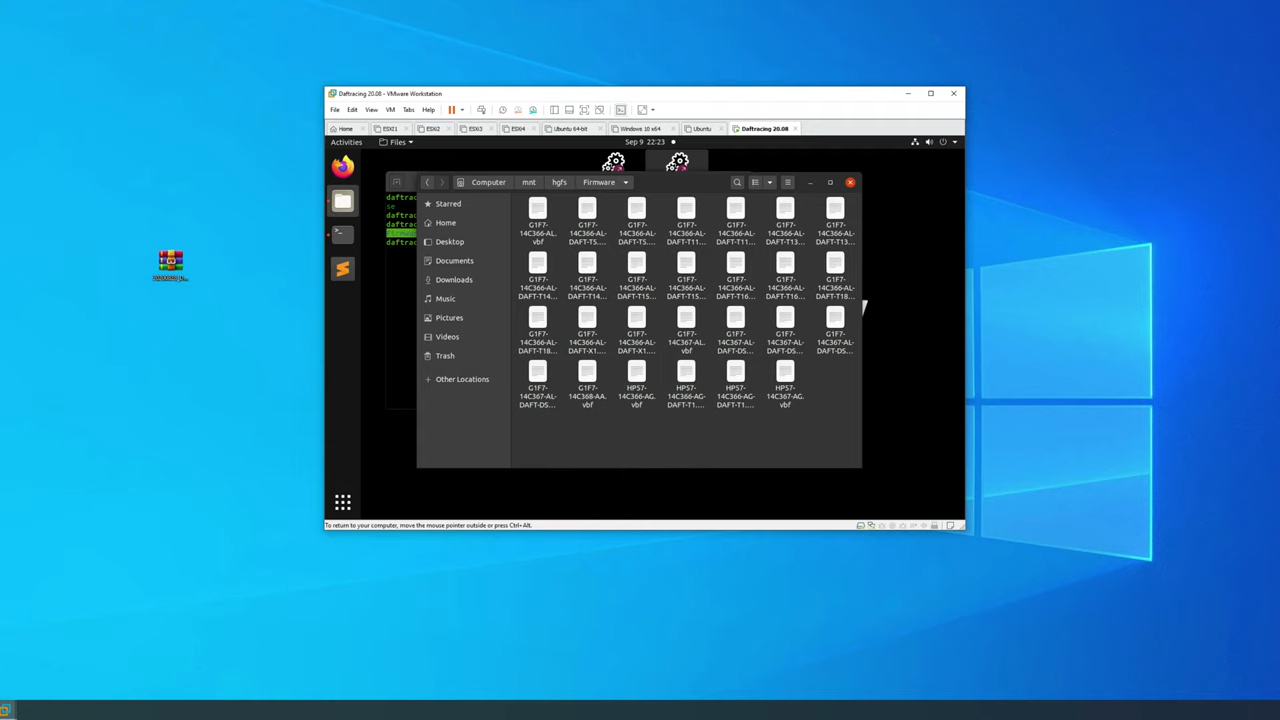 Daftracing 20.08 - VMware Workstation
File Edit View VM Tabs Help
Home ESXi1 ESXi2 ESXi3 ESXi4 Ubuntu 64-bit Windows 10 x64 Ubuntu Daftracing 20.08
Activities Files Sep 9 22:23
Computer mnt hgfs Firmware
daftrac
se
daftrac
daftrac
Firmwa
daftrac
Starred
Home
Desktop
Documents
Downloads
Music
Pictures
Videos
Trash
Other Locations
G1F7-14C366-AL.vbf
G1F7-14C366-AL-DAFT-T5...
G1F7-14C366-AL-DAFT-T5...
G1F7-14C366-AL-DAFT-T11...
G1F7-14C366-AL-DAFT-T11...
G1F7-14C366-AL-DAFT-T13...
G1F7-14C366-AL-DAFT-T13...
G1F7-14C366-AL-DAFT-T14...
G1F7-14C366-AL-DAFT-T14...
G1F7-14C366-AL-DAFT-T15...
G1F7-14C366-AL-DAFT-T15...
G1F7-14C366-AL-DAFT-T16...
G1F7-14C366-AL-DAFT-T16...
G1F7-14C366-AL-DAFT-T18...
G1F7-14C366-AL-DAFT-T18...
G1F7-14C366-AL-DAFT-X1....
G1F7-14C366-AL-DAFT-X1....
G1F7-14C367-AL.vbf
G1F7-14C367-AL-DAFT-DS...
G1F7-14C367-AL-DAFT-DS...
G1F7-14C367-AL-DAFT-DS...
G1F7-14C367-AL-DAFT-DS...
G1F7-14C368-AA.vbf
HP57-14C366-AG.vbf
HP57-14C366-AG-DAFT-T1....
HP57-14C366-AG-DAFT-T1....
HP57-14C367-AG.vbf
To return to your computer, move the mouse pointer outside or press Ctrl+Alt.